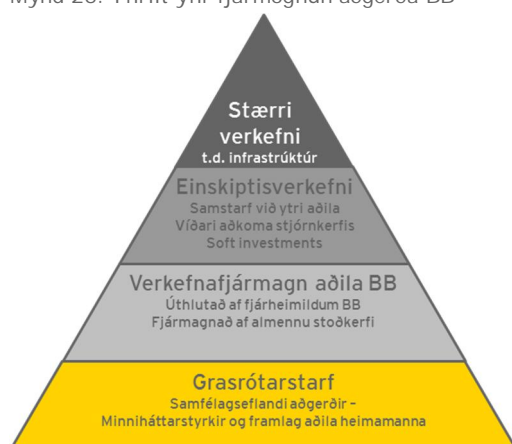 Stærri
verkefni
t.d. infrastrúktúr
Einskiptisverkefni
Samstarf við ytri aðila
Víðari aðkoma stjórnkerfis
Soft investments
Verkefnafjármagn aðila BB
Úthlutað af fjárheimildum BB
Fjármagnað af almennu stoðkerfi
Grasrótarstarf
Samfélagseflandi aðgerðir –
Minniháttarstyrkir og framlag aðila heimamanna